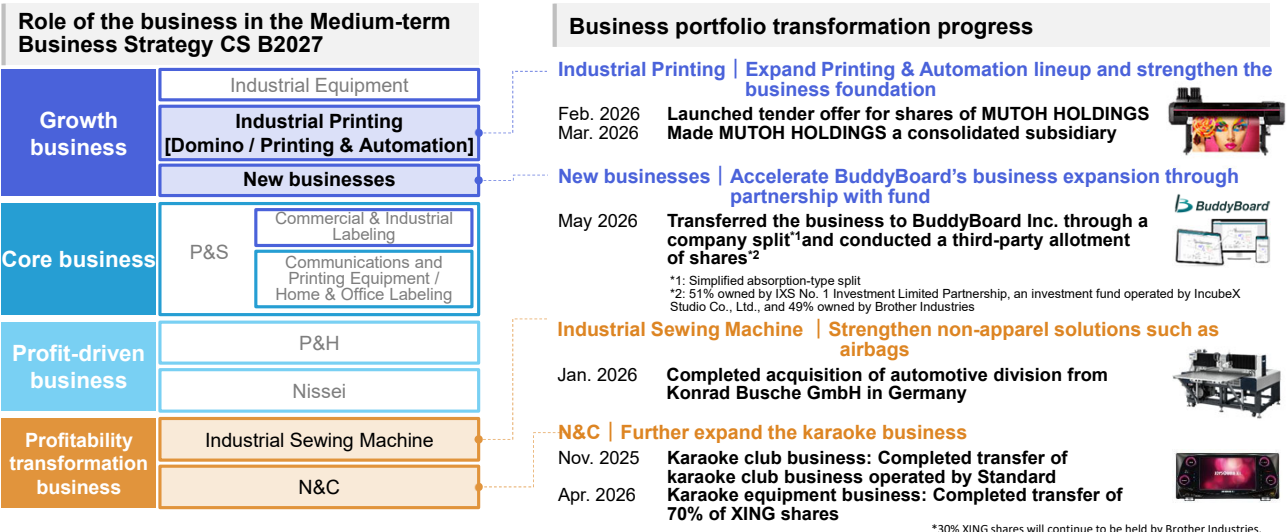 Role of the business in the Medium-term
Business Strategy CS B2027
Growth
business
Industrial Equipment
Industrial Printing
[Domino / Printing & Automation]
New businesses
Core business
P&S
Commercial & Industrial
Labeling
Communications and
Printing Equipment /
Home & Office Labeling
Profit-driven
business
P&H
Nissei
Profitability
transformation
business
Industrial Sewing Machine
N&C
Business portfolio transformation progress
Industrial Printing｜Expand Printing & Automation lineup and strengthen the
business foundation
Feb. 2026 Launched tender offer for shares of MUTOH HOLDINGS
Mar. 2026 Made MUTOH HOLDINGS a consolidated subsidiary
New businesses｜Accelerate BuddyBoard's business expansion through
partnership with fund
BuddyBoard
May 2026 Transferred the business to BuddyBoard Inc. through a
company split*1and conducted a third-party allotment
of shares*2
*1: Simplified absorption-type split
*2: 51% owned by IXS No. 1 Investment Limited Partnership, an investment fund operated by IncubeX
Studio Co., Ltd., and 49% owned by Brother Industries
Industrial Sewing Machine｜Strengthen non-apparel solutions such as
airbags
Jan. 2026 Completed acquisition of automotive division from
Konrad Busche GmbH in Germany
N&C｜Further expand the karaoke business
Nov. 2025 Karaoke club business: Completed transfer of
karaoke club business operated by Standard
Apr. 2026 Karaoke equipment business: Completed transfer of
70% of XING shares
*30% XING shares will continue to be held by Brother Industries.